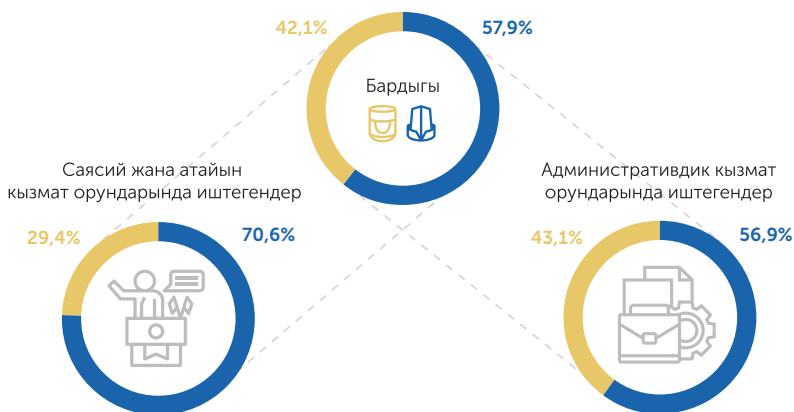 42,1%
57,9%
Бардыгы
Саясий жана атайын
кызмат орундарында иштегендер
29,4%
70,6%
Административдик кызмат
орундарында иштегендер
43,1%
56,9%